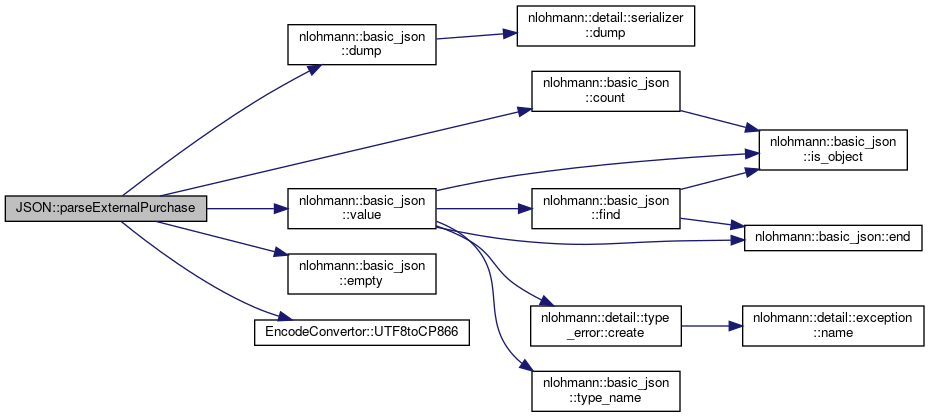 nlohmann::basic_json
::dump
nlohmann::detail::serializer
::dump
nlohmann::basic_json
::count
nlohmann::basic_json
::is_object
JSON::parseExternalPurchase
nlohmann::basic_json
::value
nlohmann::basic_json
::find
nlohmann::basic_json::end
nlohmann::basic_json
::empty
EncodeConvertor::UTF8toCP866
nlohmann::detail::type
_error::create
nlohmann::detail::exception
::name
nlohmann::basic_json
::type_name